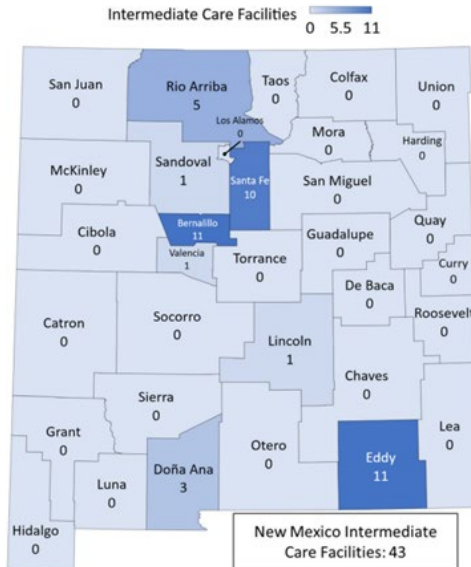 Intermediate Care Facilities 0 5.5 11
San Juan
0
Rio Arriba
5
Taos
0
Colfax
0
Union
0
Los Alamos
0
Mora
0
Harding
0
McKinley
0
Sandoval
1
Santa Fe
10
San Miguel
0
Cibola
0
Bernalillo
11
Valencia
1
Torrance
0
Guadalupe
0
Quay
0
Curry
0
De Baca
0
Roosevelt
0
Catron
0
Socorro
0
Lincoln
1
Chaves
0
Sierra
0
Grant
0
Luna
0
Doña Ana
3
Otero
0
Eddy
11
Lea
0
Hidalgo
0
New Mexico Intermediate
Care Facilities: 43